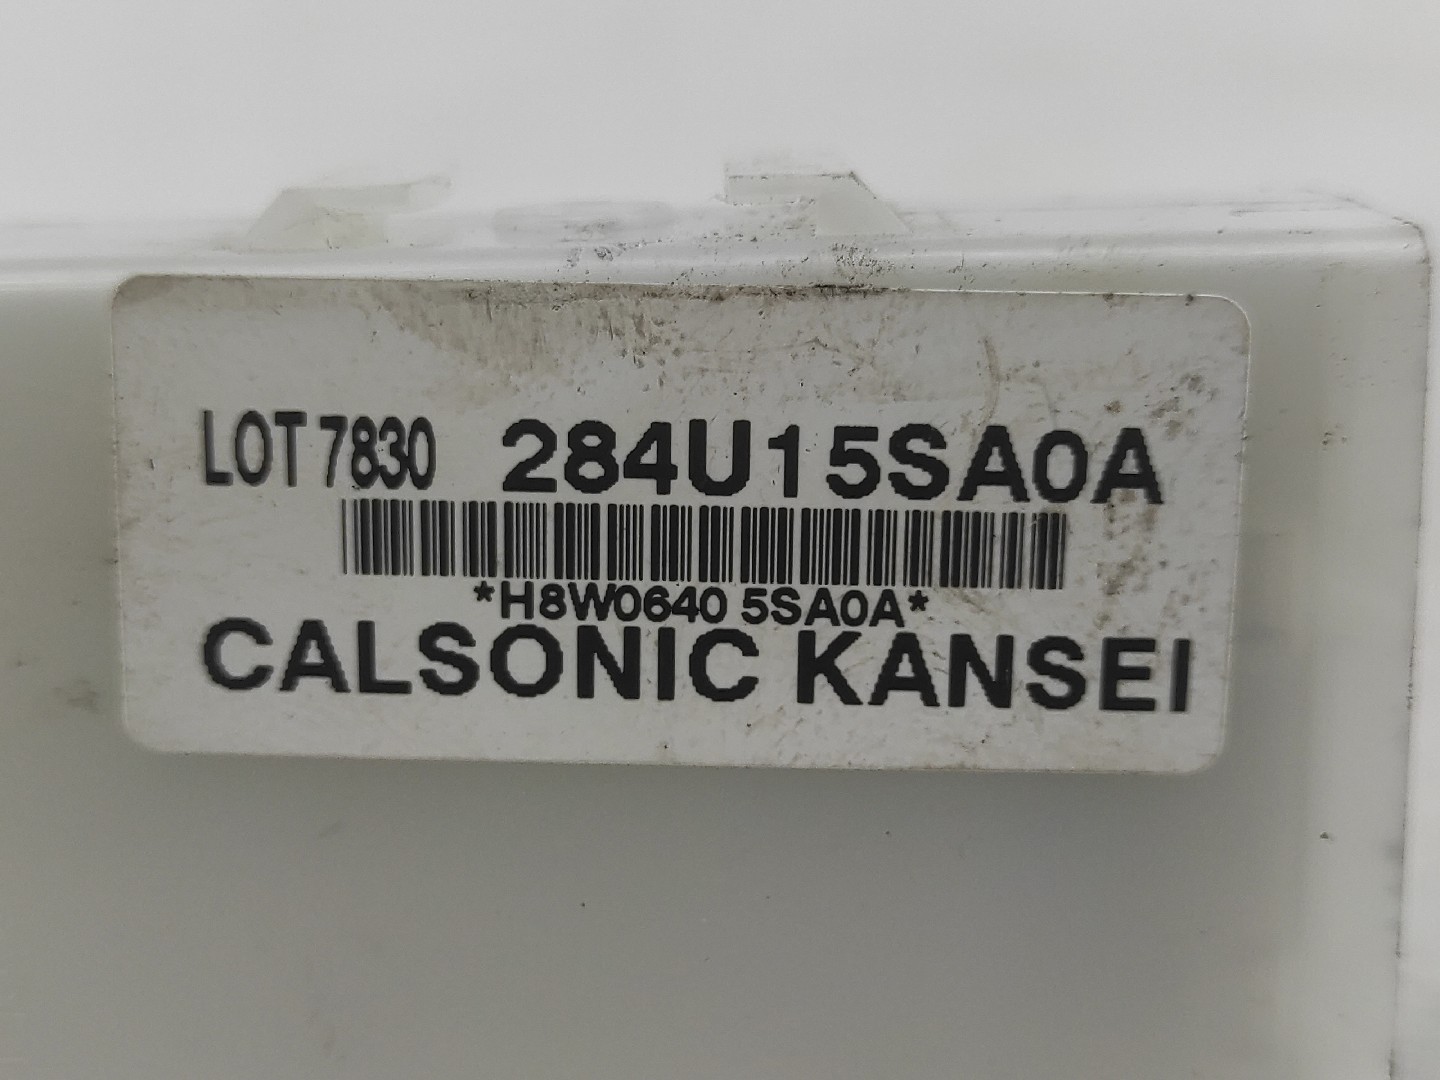 LOT 7830 284U15SA0A
*H8W0640 5SA0A*
CALSONIC KANSEI